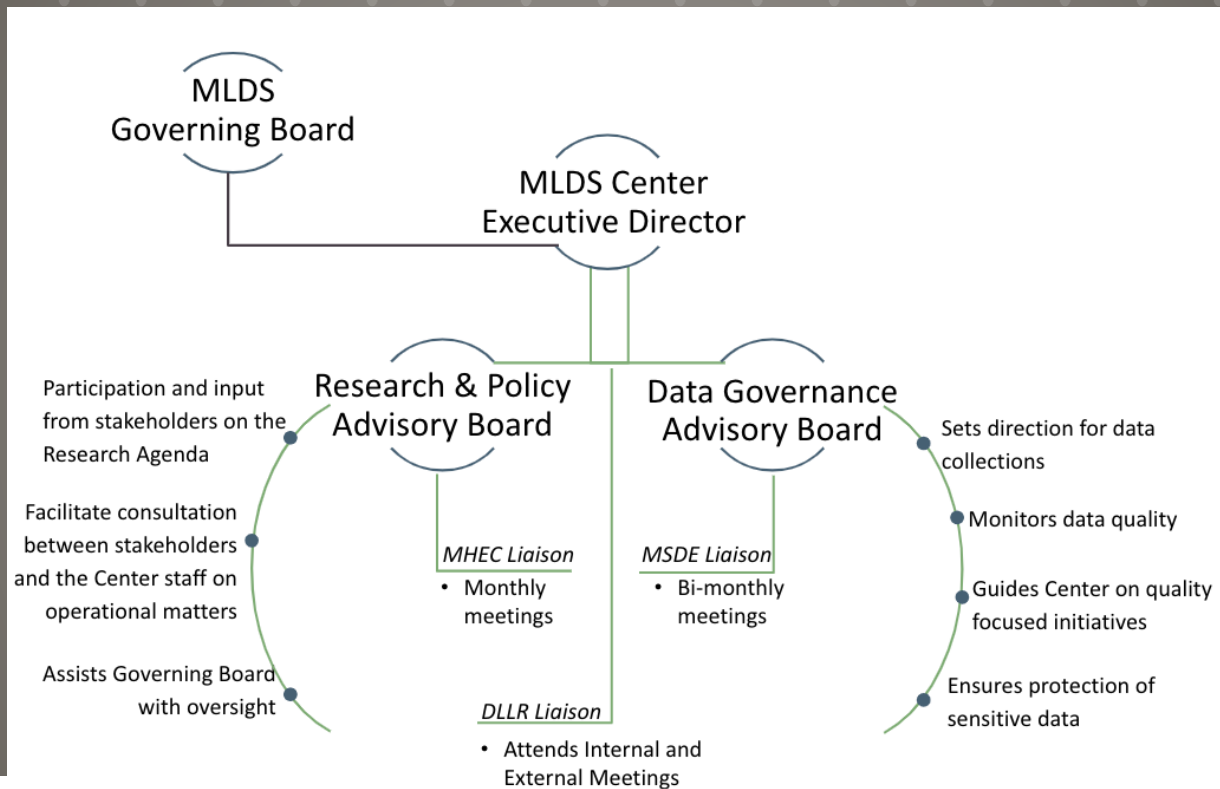 MLDS
Governing Board
MLDS Center
Executive Director
Research & Policy
Advisory Board
Data Governance
Advisory Board
Participation and input
from stakeholders on the
Research Agenda
Facilitate consultation
between stakeholders
and the Center staff on
operational matters
Assists Governing Board
with oversight
MHEC Liaison
• Monthly
meetings
MSDE Liaison
• Bi-monthly
meetings
DLLR Liaison
• Attends Internal and
External Meetings
Sets direction for data
collections
Monitors data quality
Guides Center on quality
focused initiatives
Ensures protection of
sensitive data